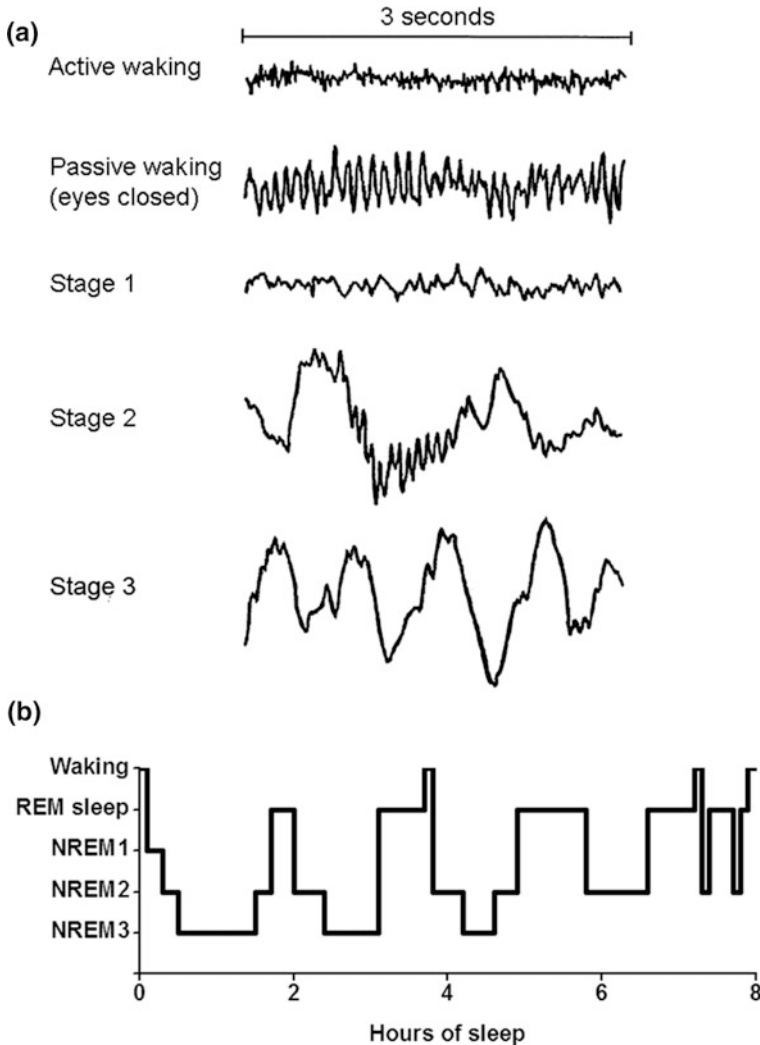 (a)
3 seconds
Active waking
Passive waking
(eyes closed)
Stage 1
Stage 2
Stage 3
(b)
Waking
REM sleep
NREM1
NREM2
NREM3
0 2 4 6 8
Hours of sleep